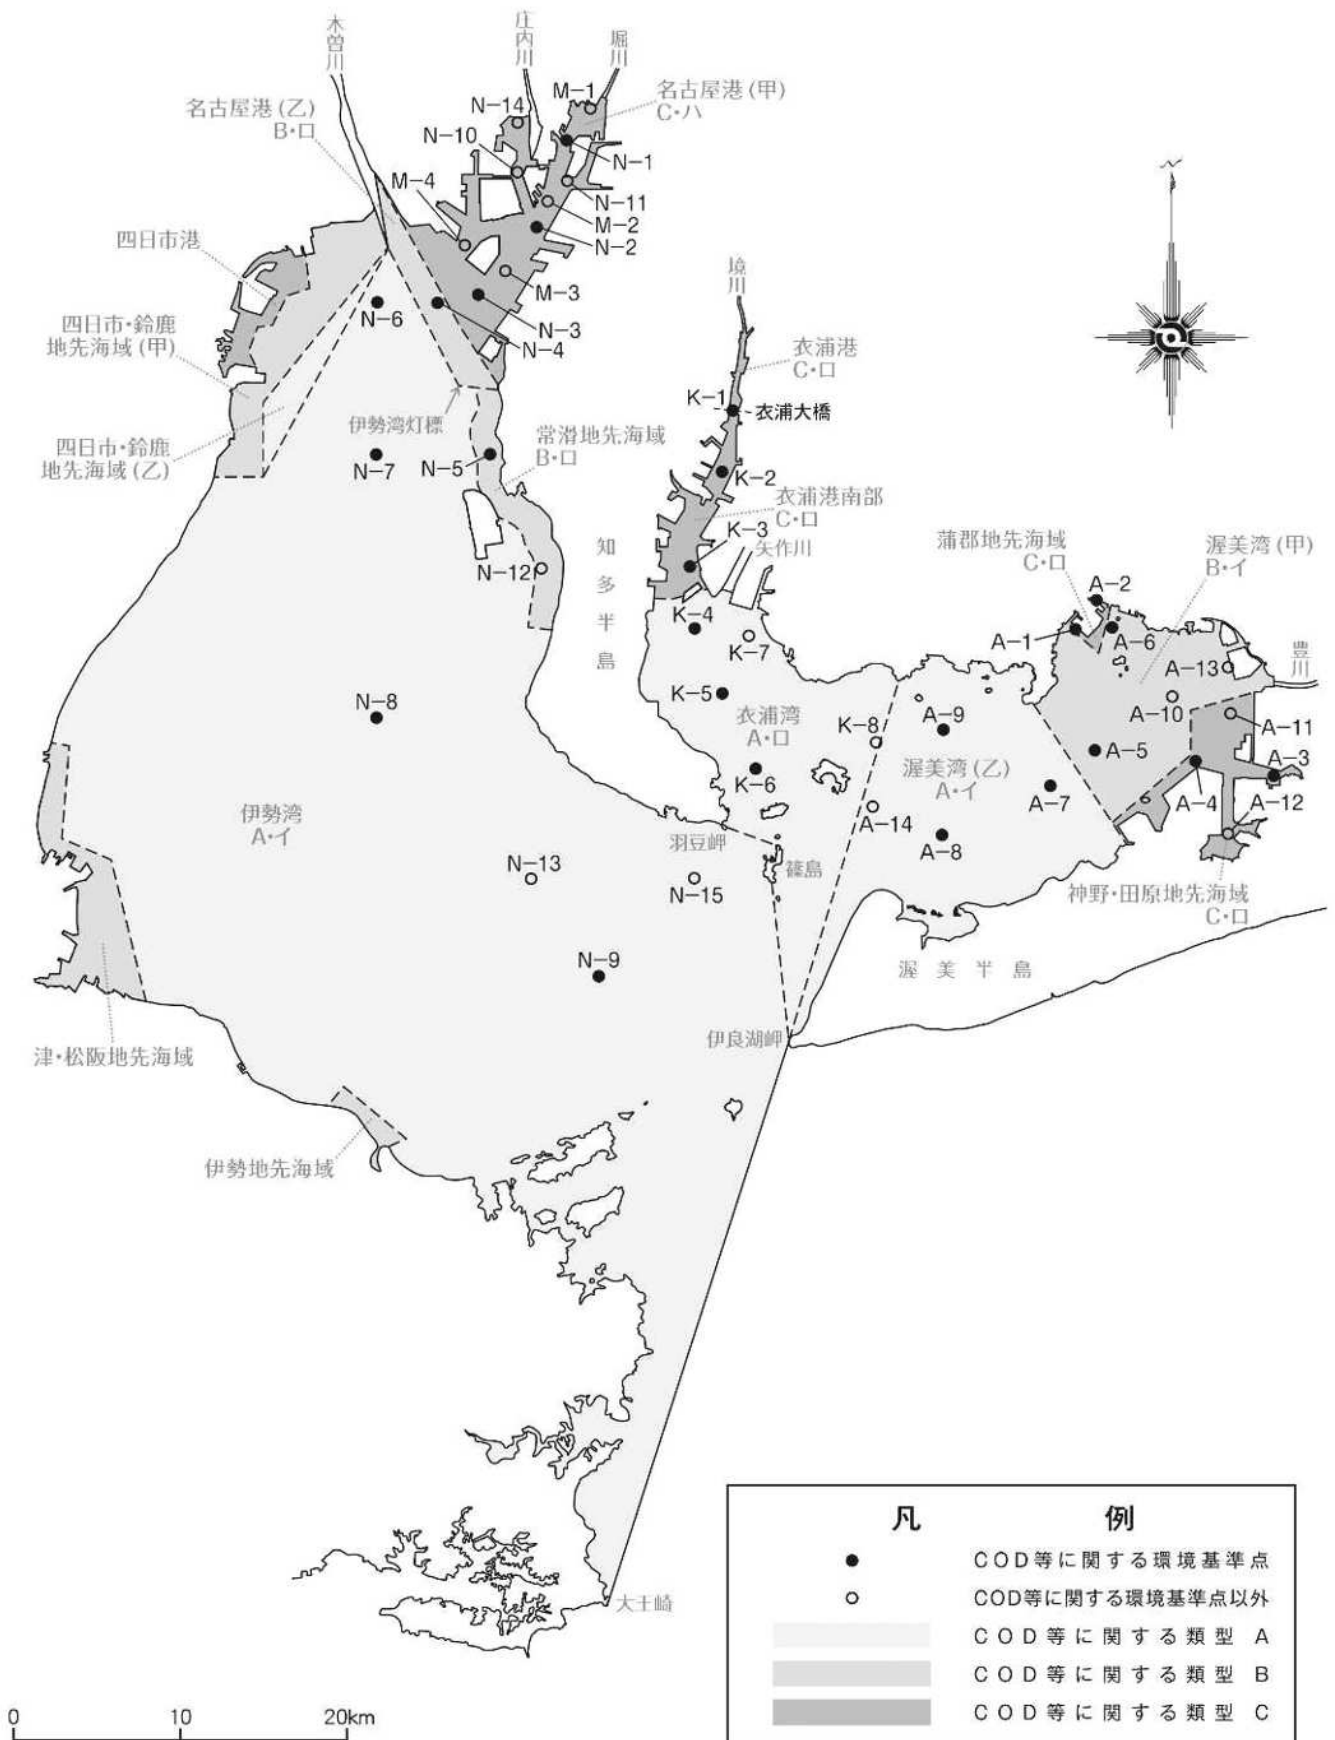 木曽川
庄内川
堀川
名古屋港(乙)
B・ロ
N-14
M-1
名古屋港(甲)
C・ハ
N-10
N-1
M-4
N-11
M-2
N-2
四日市港
M-3
N-6
N-3
N-4
四日市・鈴鹿
地先海域(甲)
境川
衣浦港
C・ロ
K-1
衣浦大橋
伊勢湾灯標
四日市・鈴鹿
地先海域(乙)
N-7
N-5
常滑地先海域
B・ロ
K-2
衣浦港南部
C・ロ
K-3
矢作川
知多半島
N-12
蒲郡地先海域
C・ロ
渥美湾(甲)
B・イ
A-2
K-4
K-7
A-1
A-6
A-13
豊川
K-5
衣浦湾
A・ロ
N-8
K-8
A-9
A-10
A-11
A-5
A-3
K-6
渥美湾(乙)
A・イ
A-7
A-4
A-12
伊勢湾
A・イ
A-14
A-8
羽豆岬
篠島
N-13
N-15
神野・田原地先海域
C・ロ
N-9
渥美半島
伊良湖岬
津・松阪地先海域
伊勢地先海域
大王崎
凡例
COD等に関する環境基準点
COD等に関する環境基準点以外
COD等に関する類型 A
COD等に関する類型 B
COD等に関する類型 C
0 10 20km